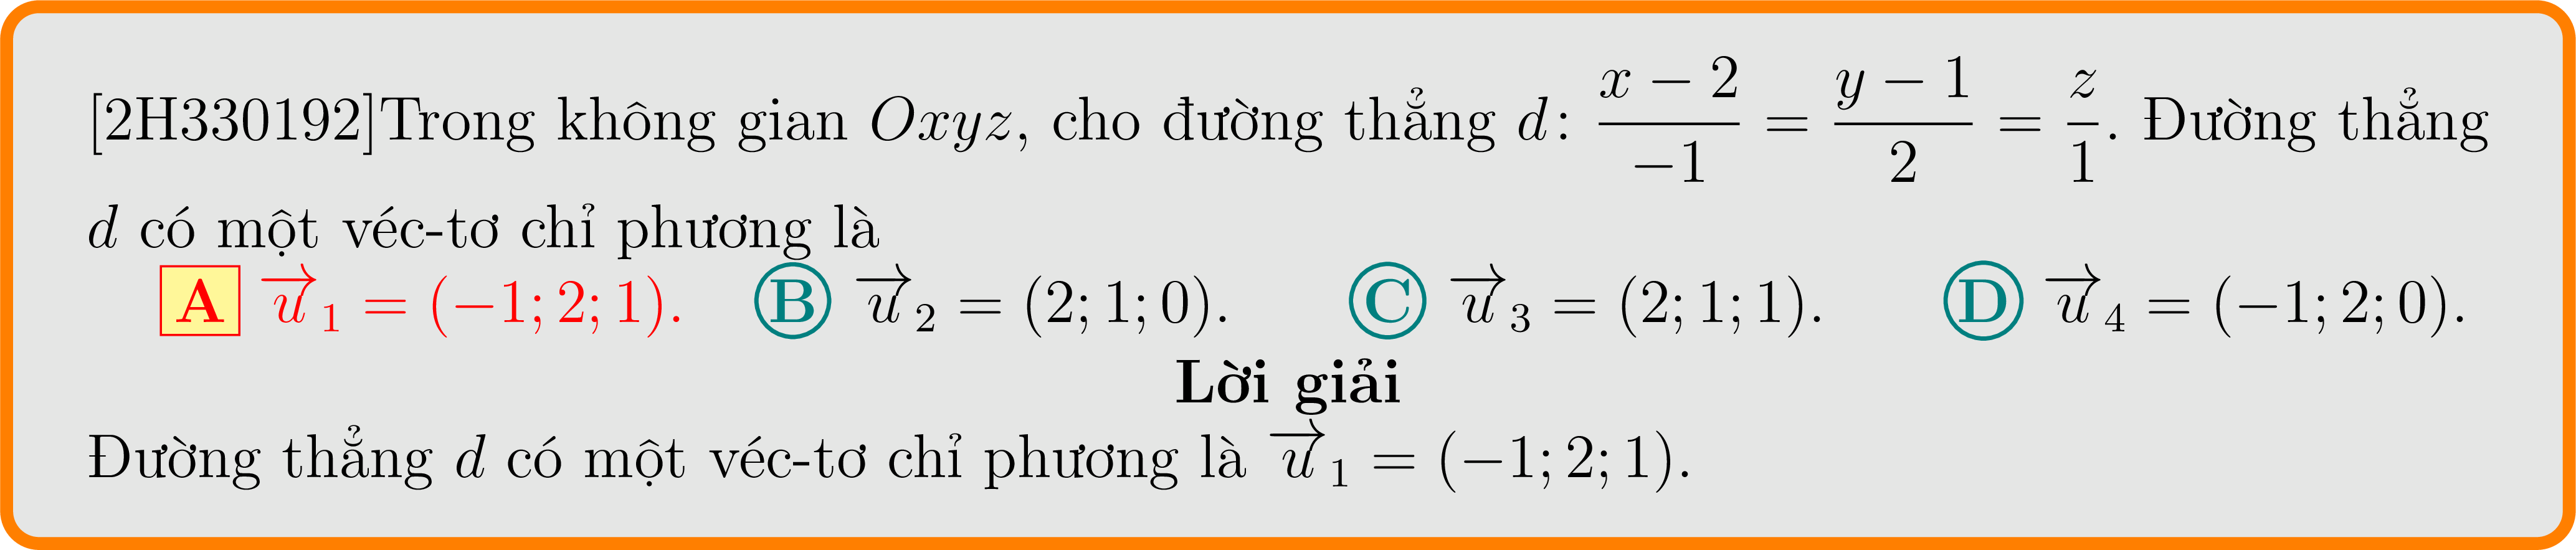 [2H330192]Trong không gian $Oxyz$, cho đường thẳng $d\colon \dfrac{x-2}{-1}=\dfrac{y-1}{2}=\dfrac{z}{1}$. Đường thẳng
$d$ có một véc-tơ chỉ phương là
A $\overrightarrow{u}_1=(-1;2;1)$. B $\overrightarrow{u}_2=(2;1;0)$. C $\overrightarrow{u}_3=(2;1;1)$. D $\overrightarrow{u}_4=(-1;2;0)$.
Lời giải
Đường thẳng $d$ có một véc-tơ chỉ phương là $\overrightarrow{u}_1=(-1;2;1)$.